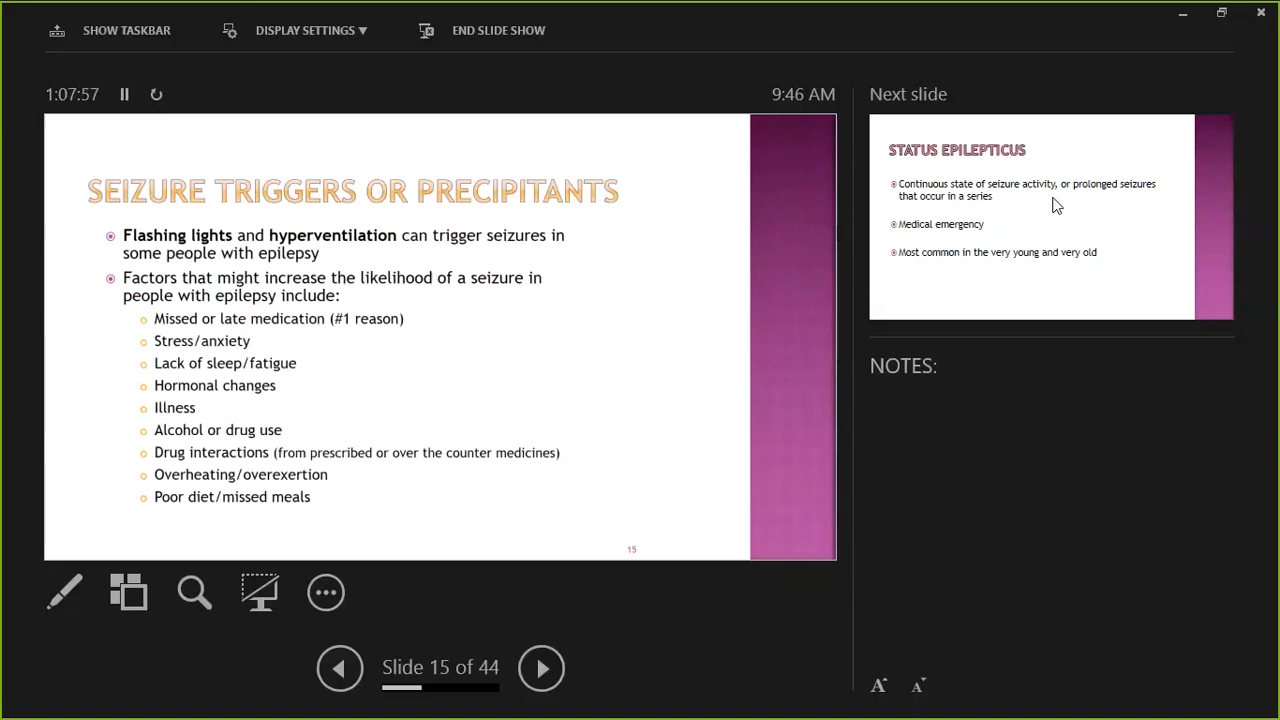 SHOW TASKBAR
DISPLAY SETTINGS ▼
END SLIDE SHOW
1:07:57
9:46 AM
SEIZURE TRIGGERS OR PRECIPITANTS
Flashing lights and hyperventilation can trigger seizures in
some people with epilepsy
Factors that might increase the likelihood of a seizure in
people with epilepsy include:
Missed or late medication (#1 reason)
Stress/anxiety
Lack of sleep/fatigue
Hormonal changes
Illness
Alcohol or drug use
Drug interactions (from prescribed or over the counter medicines)
Overheating/overexertion
Poor diet/missed meals
15
Slide 15 of 44
Next slide
STATUS EPILEPTICUS
Continuous state of seizure activity, or prolonged seizures
that occur in a series
Medical emergency
Most common in the very young and very old
NOTES:
A A